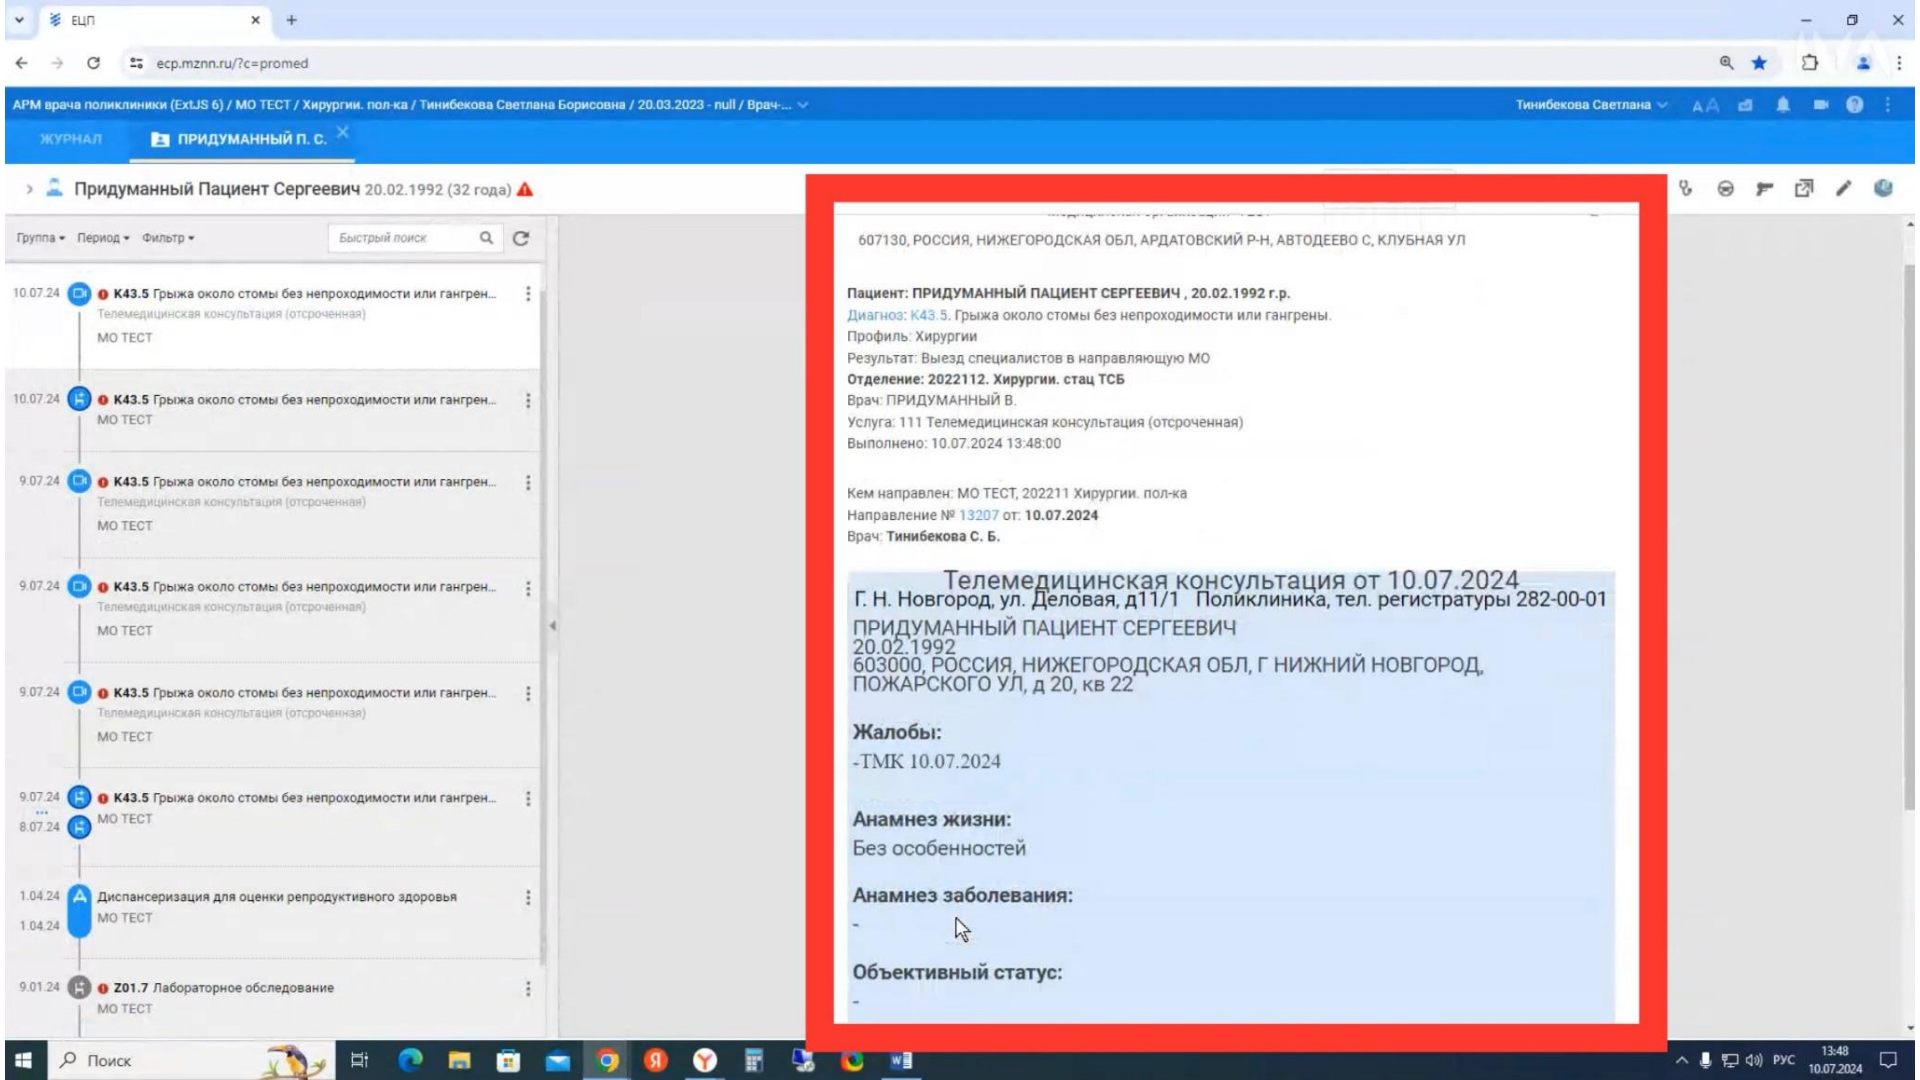 ЕЦП
ecp.mznn.ru/?c=promed
АРМ врача поликлиники (ExtJS 6) / МО ТЕСТ / Хирургии. пол-ка / Тинибекова Светлана Борисовна / 20.03.2023 - null / Врач-...
Тинибекова Светлана
AA
ЖУРНАЛ
ПРИДУМАННЫЙ П. С.
Придуманный Пациент Сергеевич 20.02.1992 (32 года)
Группа Период Фильтр Быстрый поиск
10.07.24 K43.5 Грыжа около стомы без непроходимости или гангрен...
Телемедицинская консультация (отсроченная)
МО ТЕСТ
10.07.24 K43.5 Грыжа около стомы без непроходимости или гангрен...
МО ТЕСТ
9.07.24 K43.5 Грыжа около стомы без непроходимости или гангрен...
Телемедицинская консультация (отсроченная)
МО ТЕСТ
9.07.24 K43.5 Грыжа около стомы без непроходимости или гангрен...
Телемедицинская консультация (отсроченная)
МО ТЕСТ
9.07.24 K43.5 Грыжа около стомы без непроходимости или гангрен...
Телемедицинская консультация (отсроченная)
МО ТЕСТ
9.07.24 K43.5 Грыжа около стомы без непроходимости или гангрен...
8.07.24 МО ТЕСТ
1.04.24 Диспансеризация для оценки репродуктивного здоровья
1.04.24 МО ТЕСТ
9.01.24 Z01.7 Лабораторное обследование
МО ТЕСТ
607130, РОССИЯ, НИЖЕГОРОДСКАЯ ОБЛ, АРДАТОВСКИЙ Р-Н, АВТОДЕЕВО С, КЛУБНАЯ УЛ
Пациент: ПРИДУМАННЫЙ ПАЦИЕНТ СЕРГЕЕВИЧ , 20.02.1992 г.р.
Диагноз: K43.5. Грыжа около стомы без непроходимости или гангрены.
Профиль: Хирургии
Результат: Выезд специалистов в направляющую МО
Отделение: 2022112. Хирургии. стац ТСБ
Врач: ПРИДУМАННЫЙ В.
Услуга: 111 Телемедицинская консультация (отсроченная)
Выполнено: 10.07.2024 13:48:00
Кем направлен: МО ТЕСТ, 202211 Хирургии. пол-ка
Направление № 13207 от: 10.07.2024
Врач: Тинибекова С. Б.
Телемедицинская консультация от 10.07.2024
Г. Н. Новгород, ул. Деловая, д11/1 Поликлиника, тел. регистратуры 282-00-01
ПРИДУМАННЫЙ ПАЦИЕНТ СЕРГЕЕВИЧ
20.02.1992
603000, РОССИЯ, НИЖЕГОРОДСКАЯ ОБЛ, Г НИЖНИЙ НОВГОРОД,
ПОЖАРСКОГО УЛ, д 20, кв 22
Жалобы:
-ТМК 10.07.2024
Анамнез жизни:
Без особенностей
Анамнез заболевания:
-
Объективный статус:
-
Поиск
РУС
13:48
10.07.2024